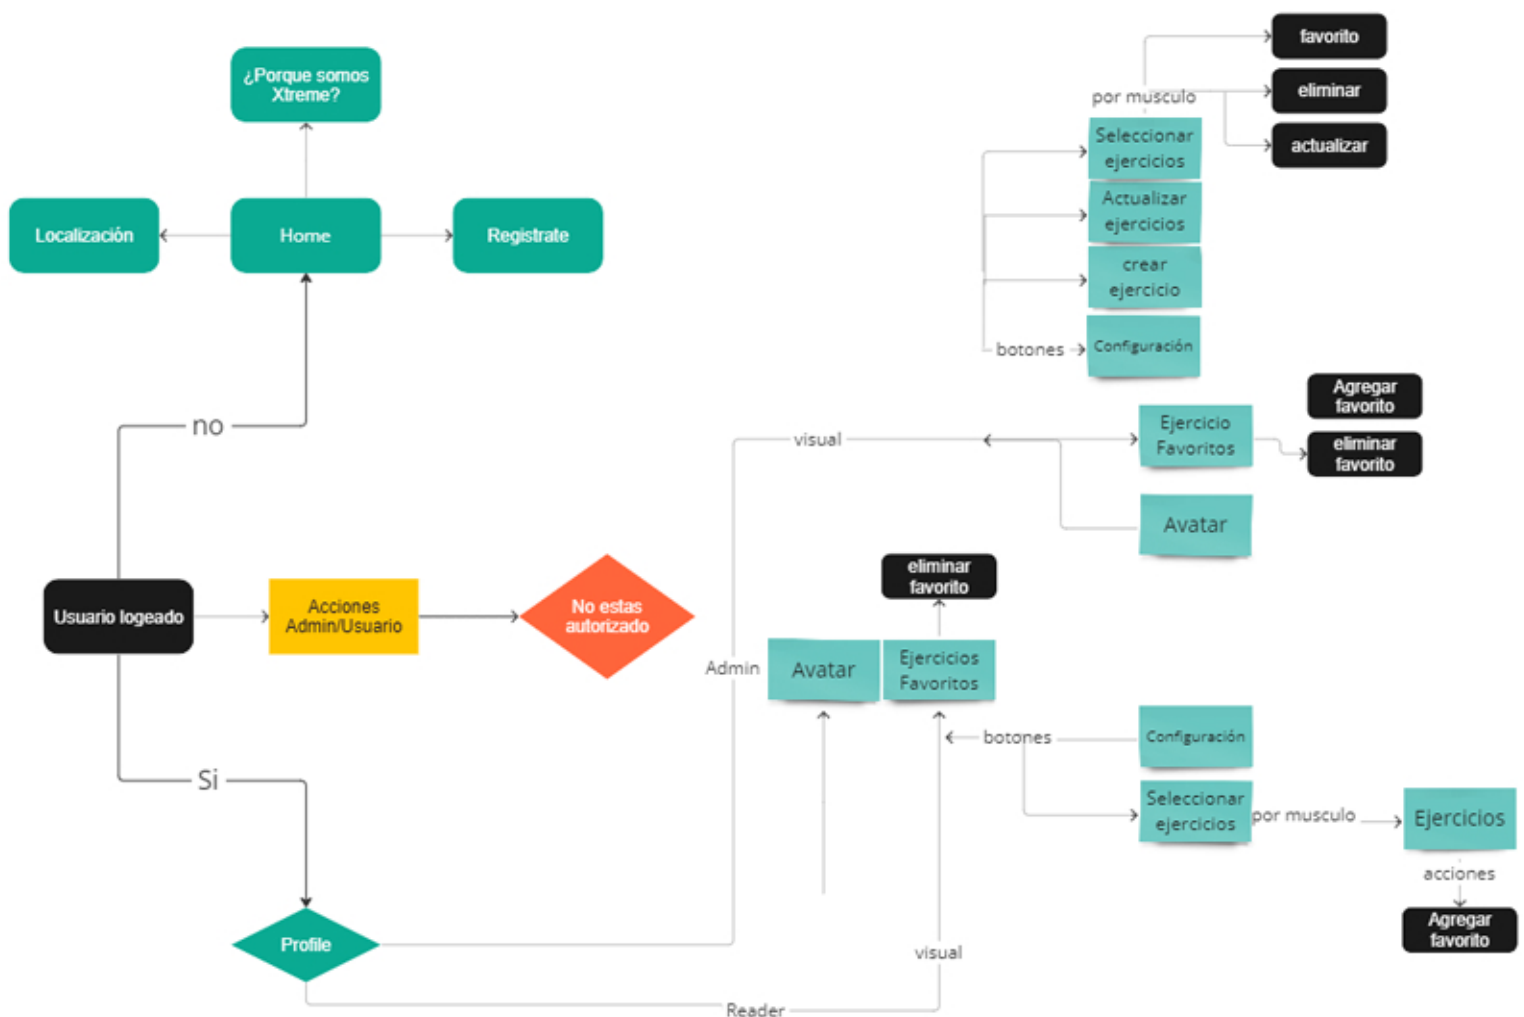 favorito
por musculo
eliminar
actualizar
Seleccionar
ejercicios
Actualizar
ejercicios
crear
ejercicio
botones
Configuración
¿Porque somos
Xtreme?
Localización
Home
Registrate
no
Agregar
favorito
visual
Ejercicio
Favoritos
eliminar
favorito
Avatar
Usuario logeado
Acciones
Admin/Usuario
No estas
autorizado
eliminar
favorito
Admin
Avatar
Ejercicios
Favoritos
botones
Configuración
Seleccionar
ejercicios
por musculo
Ejercicios
acciones
Agregar
favorito
Si
Profile
visual
Reader